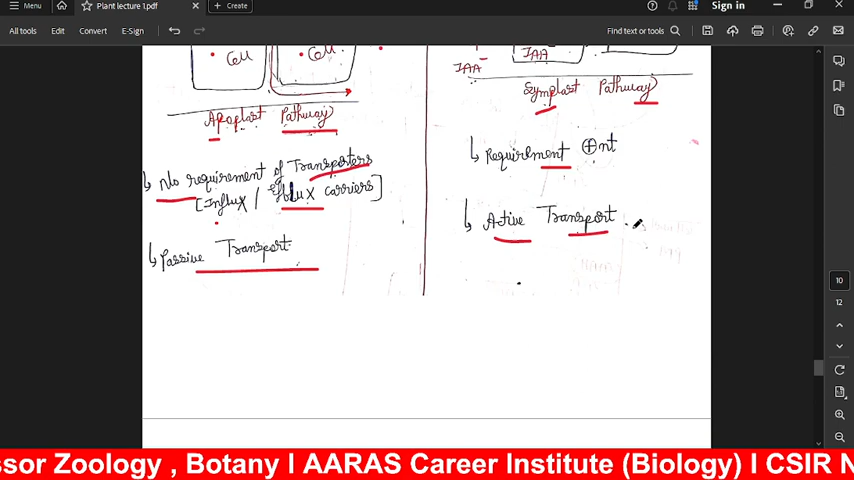 Menu
Plant lecture 1.pdf
Create
Sign in
All tools
Edit
Convert
E-Sign
Find text or tools
Cell
Cell
IAA
IAA
Apoplast Pathway
Symplast Pathway
No requirement of Transporters
[Influx / Efflux carriers]
Passive Transport
Requirement ⊕nt
Active Transport
10
12
ssor Zoology , Botany I AARAS Career Institute (Biology) I CSIR N